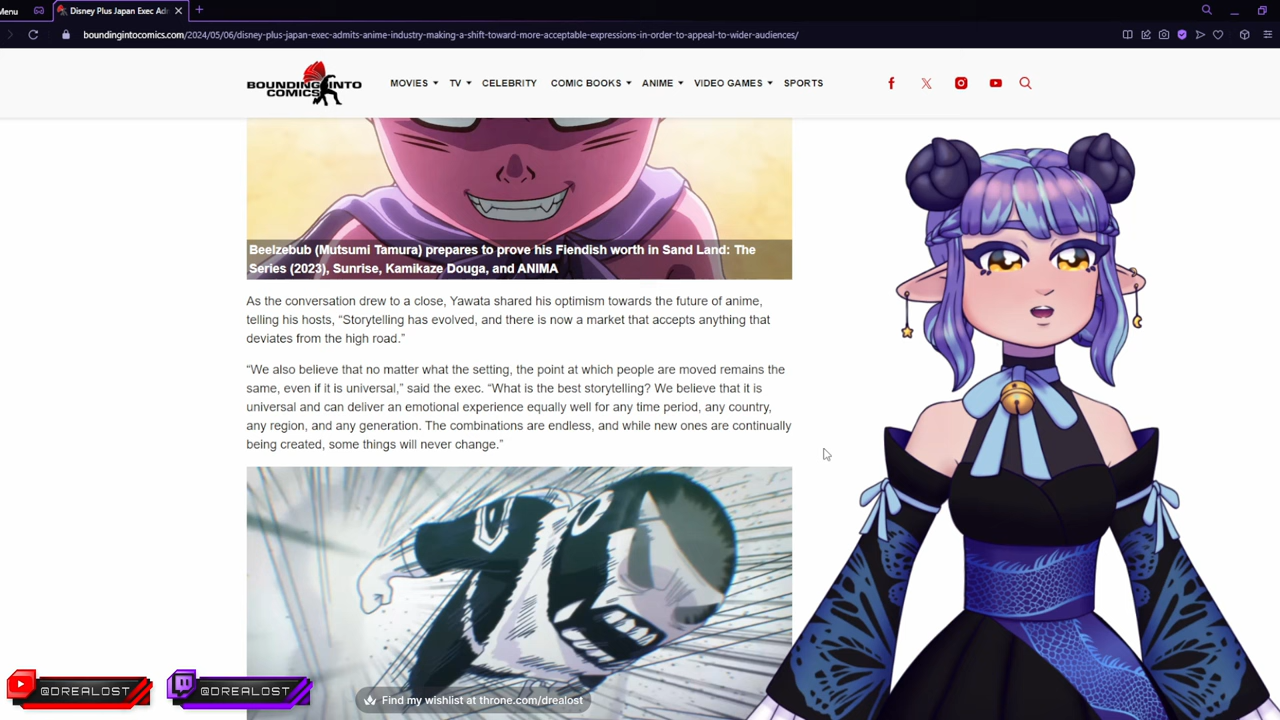 Menu
Disney Plus Japan Exec Ad
boundingintocomics.com/2024/05/06/disney-plus-japan-exec-admits-anime-industry-making-a-shift-toward-more-acceptable-expressions-in-order-to-appeal-to-wider-audiences/
BOUNDING INTO
COMICS
MOVIES TV CELEBRITY COMIC BOOKS ANIME VIDEO GAMES SPORTS
Beelzebub (Mutsumi Tamura) prepares to prove his Fiendish worth in Sand Land: The
Series (2023), Sunrise, Kamikaze Douga, and ANIMA
As the conversation drew to a close, Yawata shared his optimism towards the future of anime,
telling his hosts, “Storytelling has evolved, and there is now a market that accepts anything that
deviates from the high road.”
“We also believe that no matter what the setting, the point at which people are moved remains the
same, even if it is universal,” said the exec. “What is the best storytelling? We believe that it is
universal and can deliver an emotional experience equally well for any time period, any country,
any region, and any generation. The combinations are endless, and while new ones are continually
being created, some things will never change.”
@DREALOST
@DREALOST
Find my wishlist at throne.com/drealost